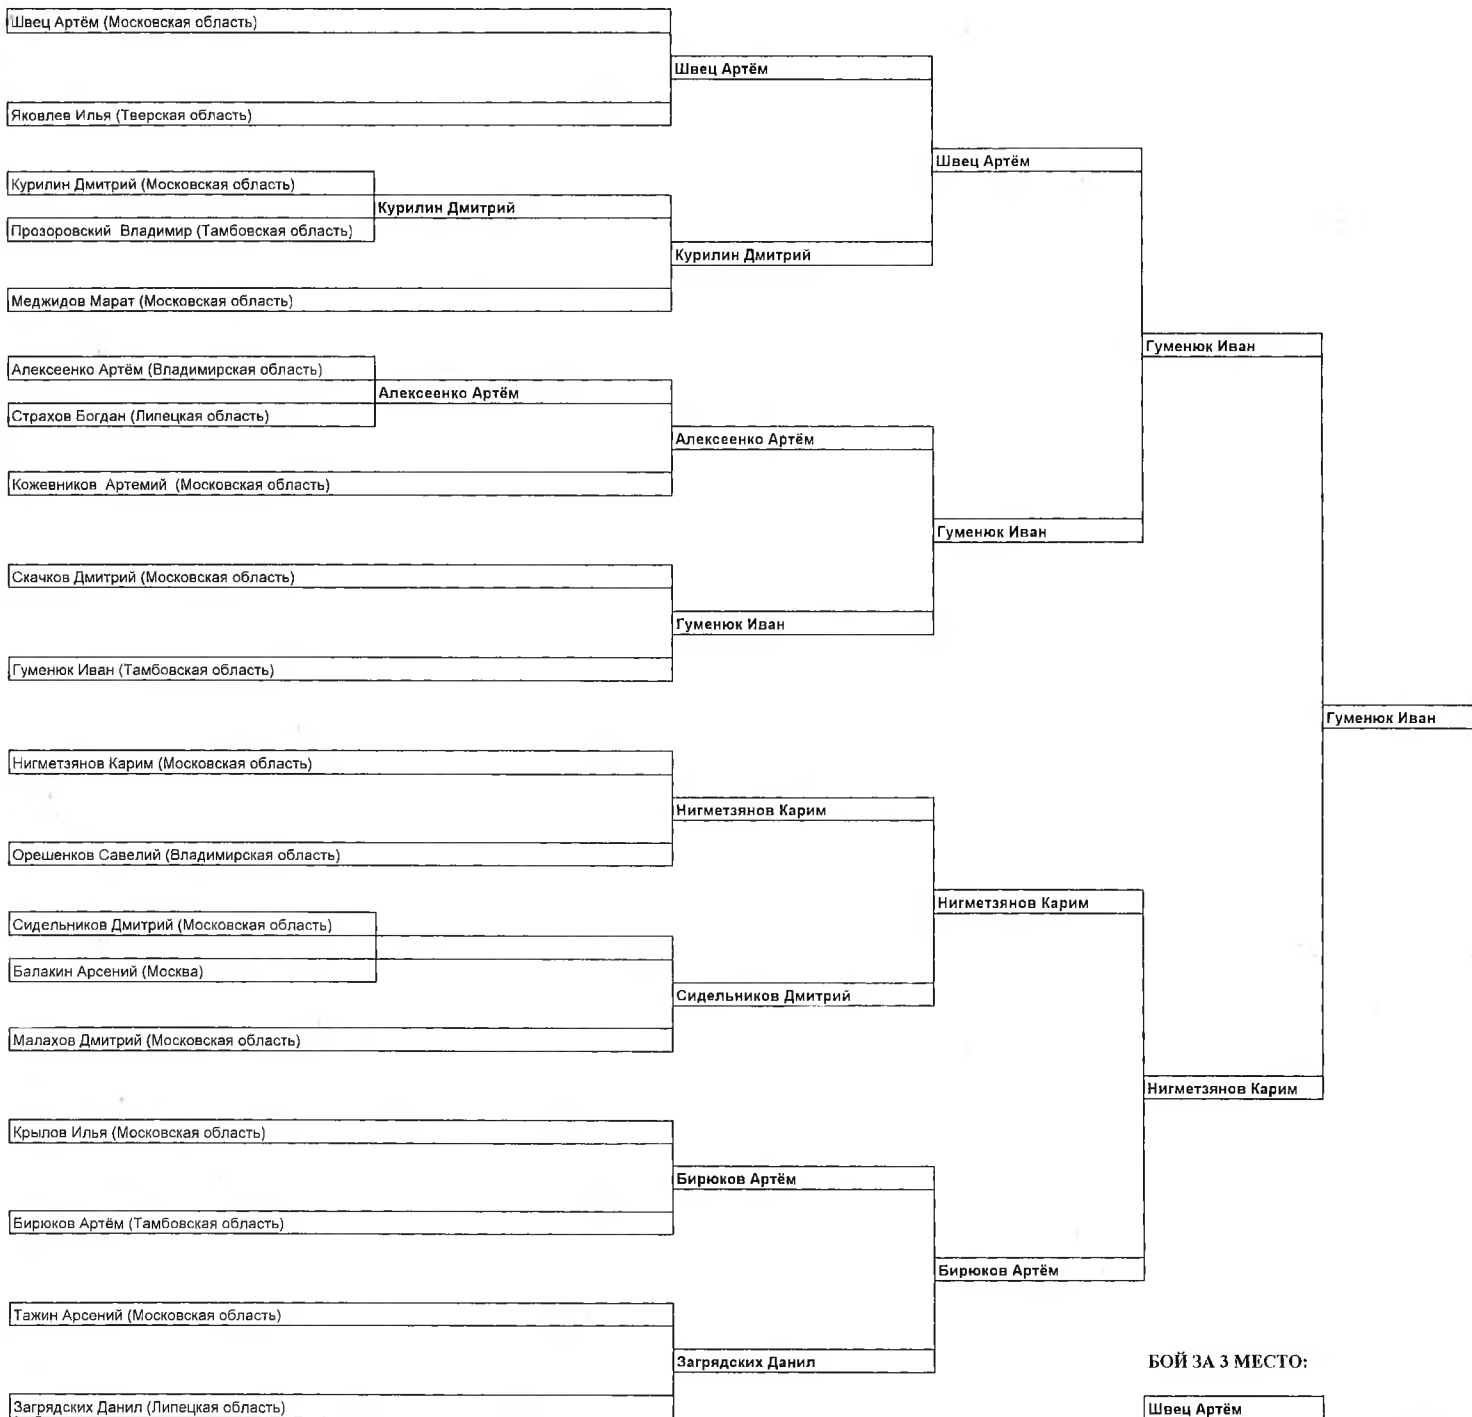 Швец Артём (Московская область)
Швец Артём
Яковлев Илья (Тверская область)
Швец Артём
Курилин Дмитрий (Московская область)
Курилин Дмитрий
Прозоровский Владимир (Тамбовская область)
Курилин Дмитрий
Меджидов Марат (Московская область)
Гуменюк Иван
Алексеенко Артём (Владимирская область)
Алексеенко Артём
Страхов Богдан (Липецкая область)
Алексеенко Артём
Кожевников Артемий (Московская область)
Гуменюк Иван
Скачков Дмитрий (Московская область)
Гуменюк Иван
Гуменюк Иван (Тамбовская область)
Гуменюк Иван
Нигметзянов Карим (Московская область)
Нигметзянов Карим
Орешенков Савелий (Владимирская область)
Нигметзянов Карим
Сидельников Дмитрий (Московская область)
Балакин Арсений (Москва)
Сидельников Дмитрий
Малахов Дмитрий (Московская область)
Нигметзянов Карим
Крылов Илья (Московская область)
Бирюков Артём
Бирюков Артём (Тамбовская область)
Бирюков Артём
Тажин Арсений (Московская область)
Загрядских Данил
БОЙ ЗА 3 МЕСТО:
Загрядских Данил (Липецкая область)
Швец Артём